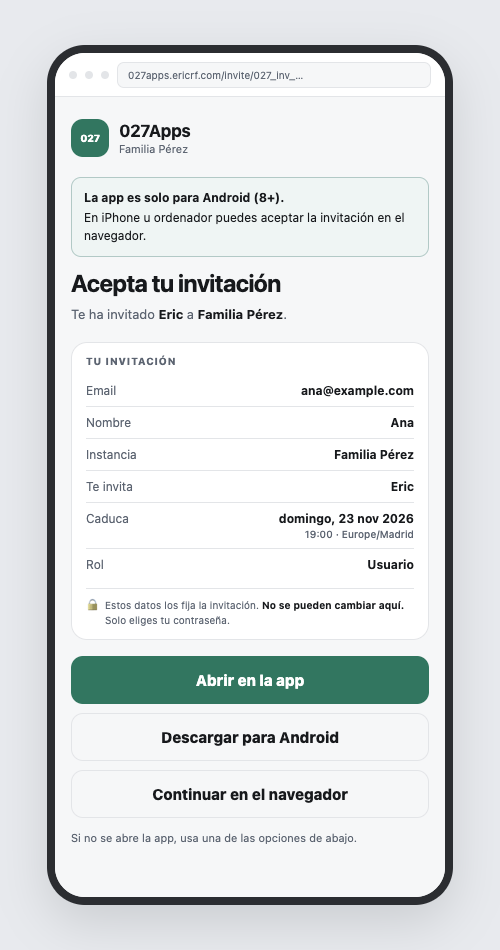 027apps.ericrf.com/invite/027_inv_...
027
027Apps
Familia Pérez
La app es solo para Android (8+).
En iPhone u ordenador puedes aceptar la invitación en el
navegador.
Acepta tu invitación
Te ha invitado Eric a Familia Pérez.
TU INVITACIÓN
Email ana@example.com
Nombre Ana
Instancia Familia Pérez
Te invita Eric
Caduca domingo, 23 nov 2026
19:00 · Europe/Madrid
Rol Usuario
Estos datos los fija la invitación. No se pueden cambiar aquí.
Solo eliges tu contraseña.
Abrir en la app
Descargar para Android
Continuar en el navegador
Si no se abre la app, usa una de las opciones de abajo.